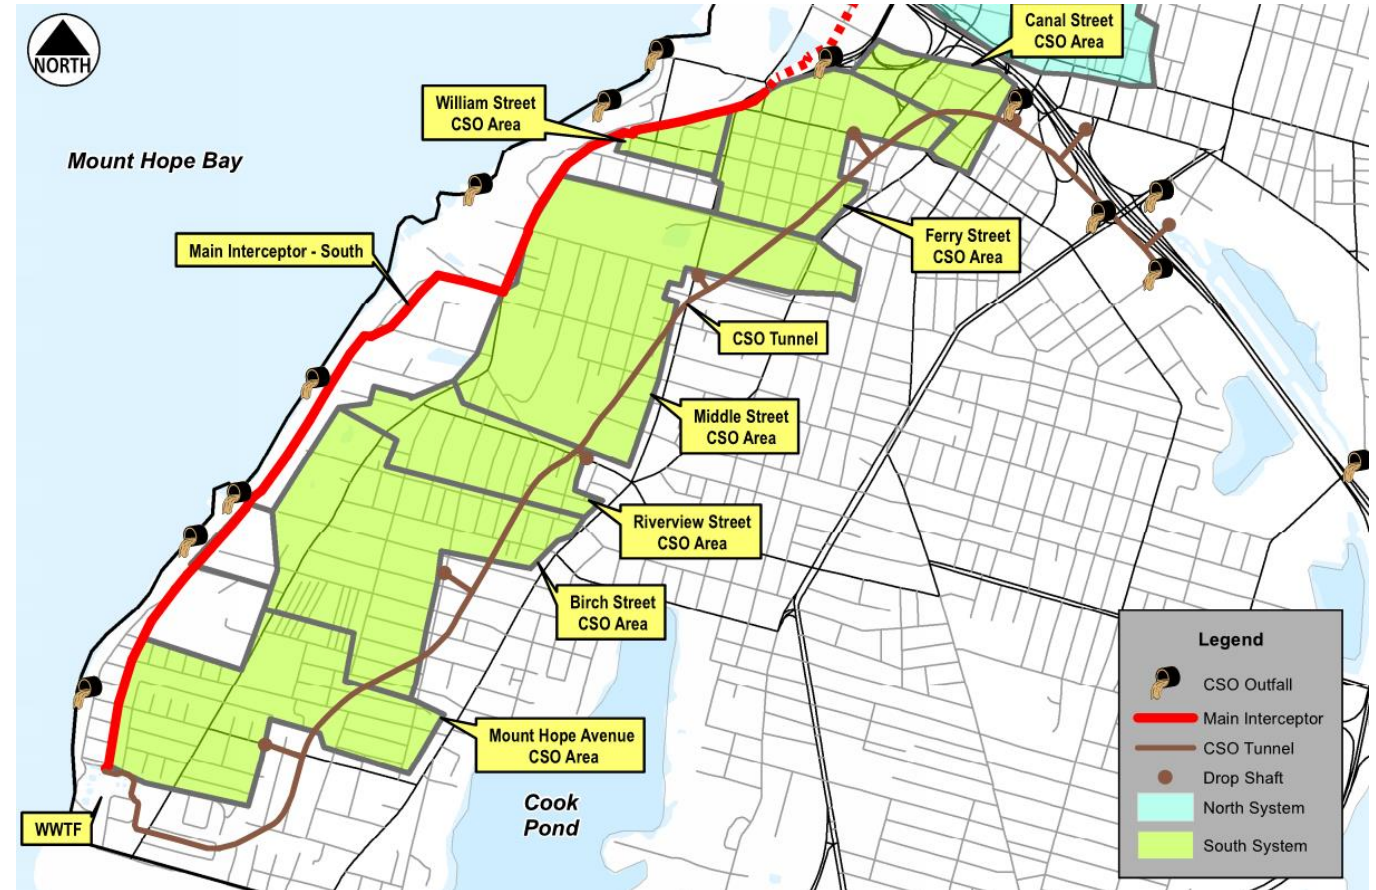 NORTH
Canal Street
CSO Area
William Street
CSO Area
Mount Hope Bay
Main Interceptor - South
Ferry Street
CSO Area
CSO Tunnel
Middle Street
CSO Area
Riverview Street
CSO Area
Birch Street
CSO Area
Mount Hope Avenue
CSO Area
Cook
Pond
WWTF
Legend
CSO Outfall
Main Interceptor
CSO Tunnel
Drop Shaft
North System
South System